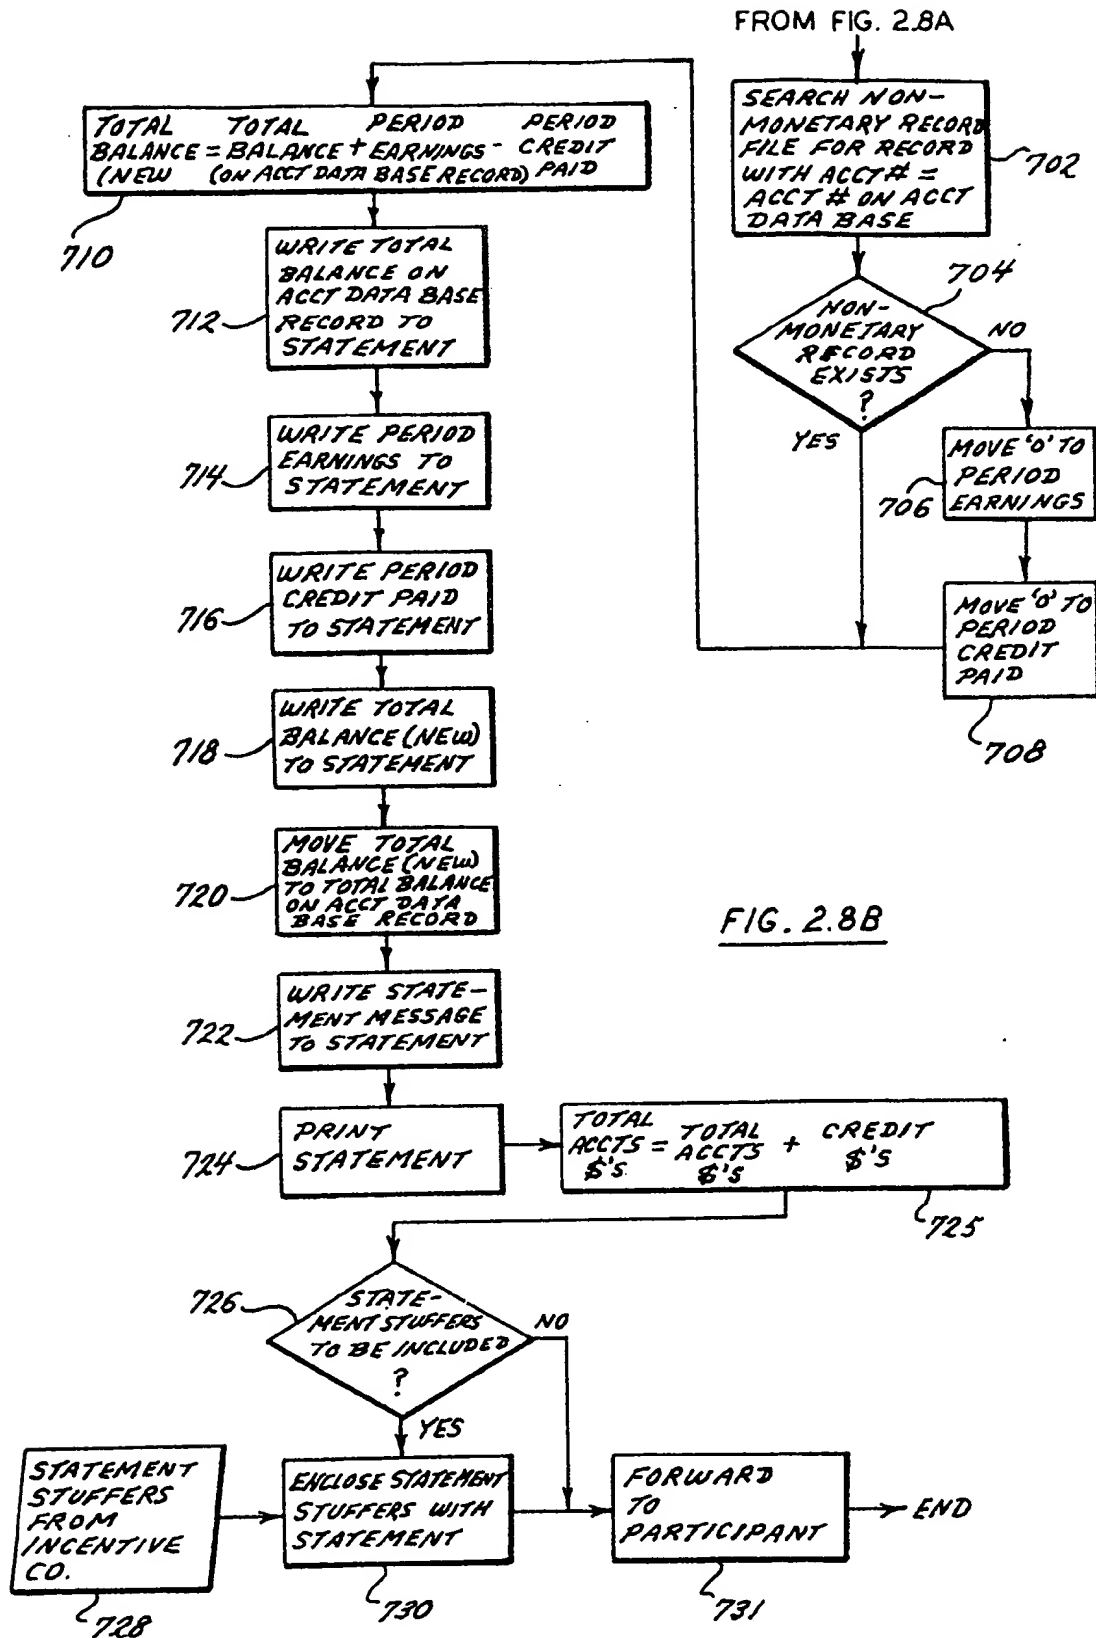 FROM FIG. 2.8A
SEARCH NON-
MONETARY RECORD
FILE FOR RECORD
WITH ACCT# =
ACCT # ON ACCT
DATA BASE
702
704
NON-
MONETARY
RECORD
EXISTS
?
NO
YES
MOVE '0' TO
PERIOD
EARNINGS
706
MOVE '0' TO
PERIOD
CREDIT
PAID
708
TOTAL TOTAL PERIOD PERIOD
BALANCE = BALANCE + EARNINGS - CREDIT
(NEW (ON ACCT DATA BASE RECORD) PAID
710
WRITE TOTAL
BALANCE ON
ACCT DATA BASE
RECORD TO
STATEMENT
712
WRITE PERIOD
EARNINGS TO
STATEMENT
714
WRITE PERIOD
CREDIT PAID
TO STATEMENT
716
WRITE TOTAL
BALANCE (NEW)
TO STATEMENT
718
MOVE TOTAL
BALANCE (NEW)
TO TOTAL BALANCE
ON ACCT DATA
BASE RECORD
720
FIG. 2.8B
WRITE STATE-
MENT MESSAGE
TO STATEMENT
722
PRINT
STATEMENT
724
TOTAL TOTAL CREDIT
ACCTS = ACCTS + $'S
$'S $'S
725
726
STATE-
MENT STUFFERS
TO BE INCLUDED
?
NO
YES
STATEMENT
STUFFERS
FROM
INCENTIVE
CO.
728
ENCLOSE STATEMENT
STUFFERS WITH
STATEMENT
730
FORWARD
TO
PARTICIPANT
731
END